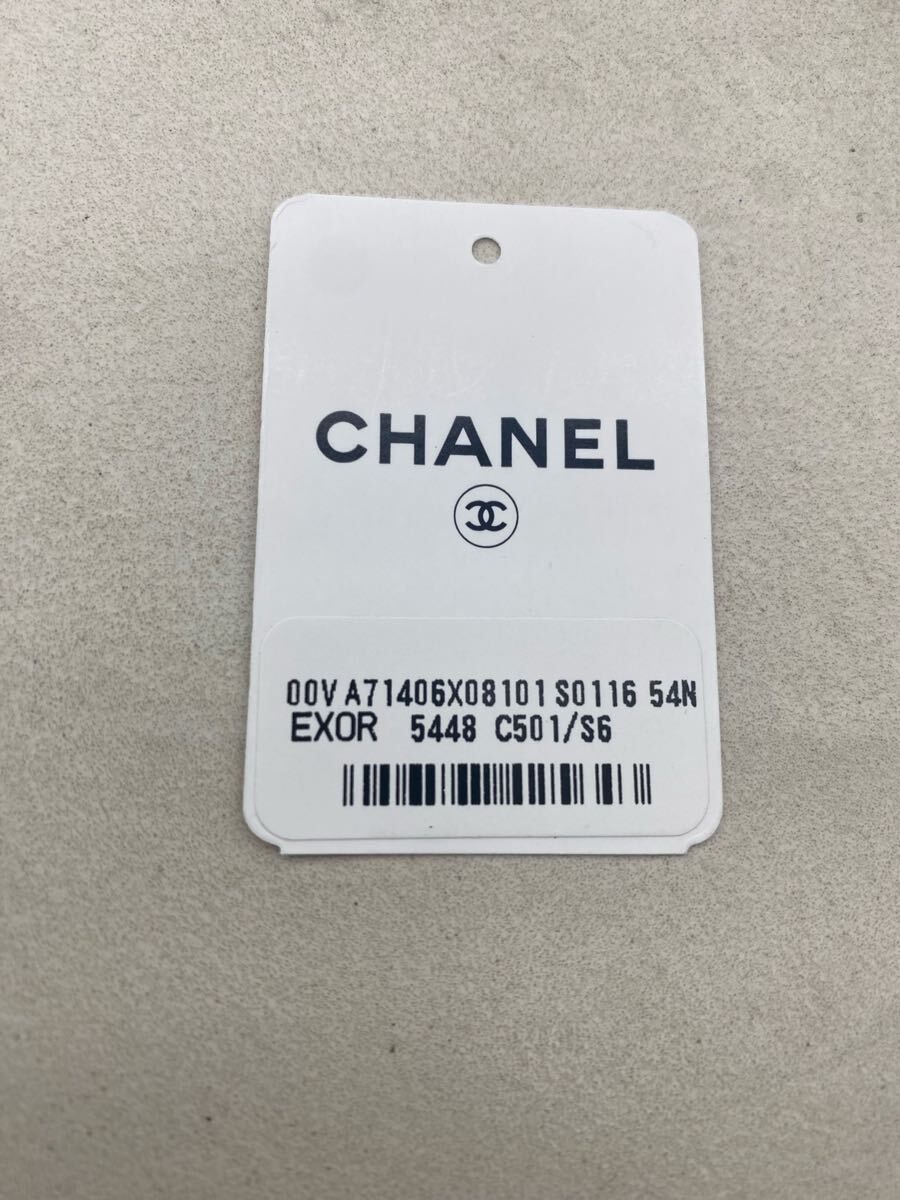 CHANEL
00V A71406X08101 S0116 54N
EXOR 5448 C501/S6